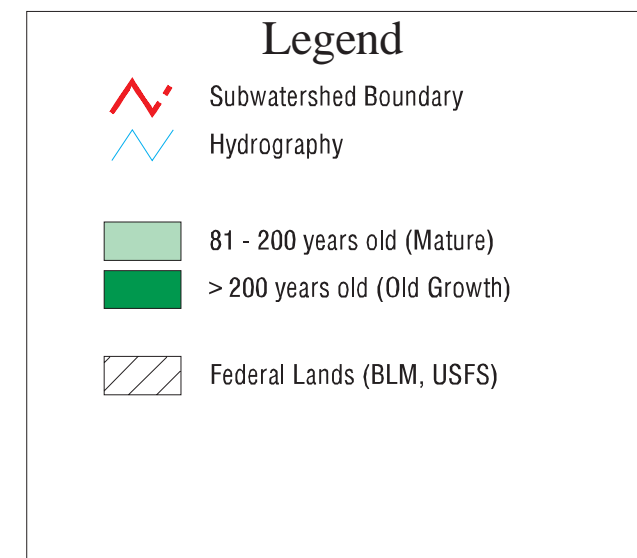 Legend
Subwatershed Boundary
Hydrography
81 - 200 years old (Mature)
> 200 years old (Old Growth)
Federal Lands (BLM, USFS)